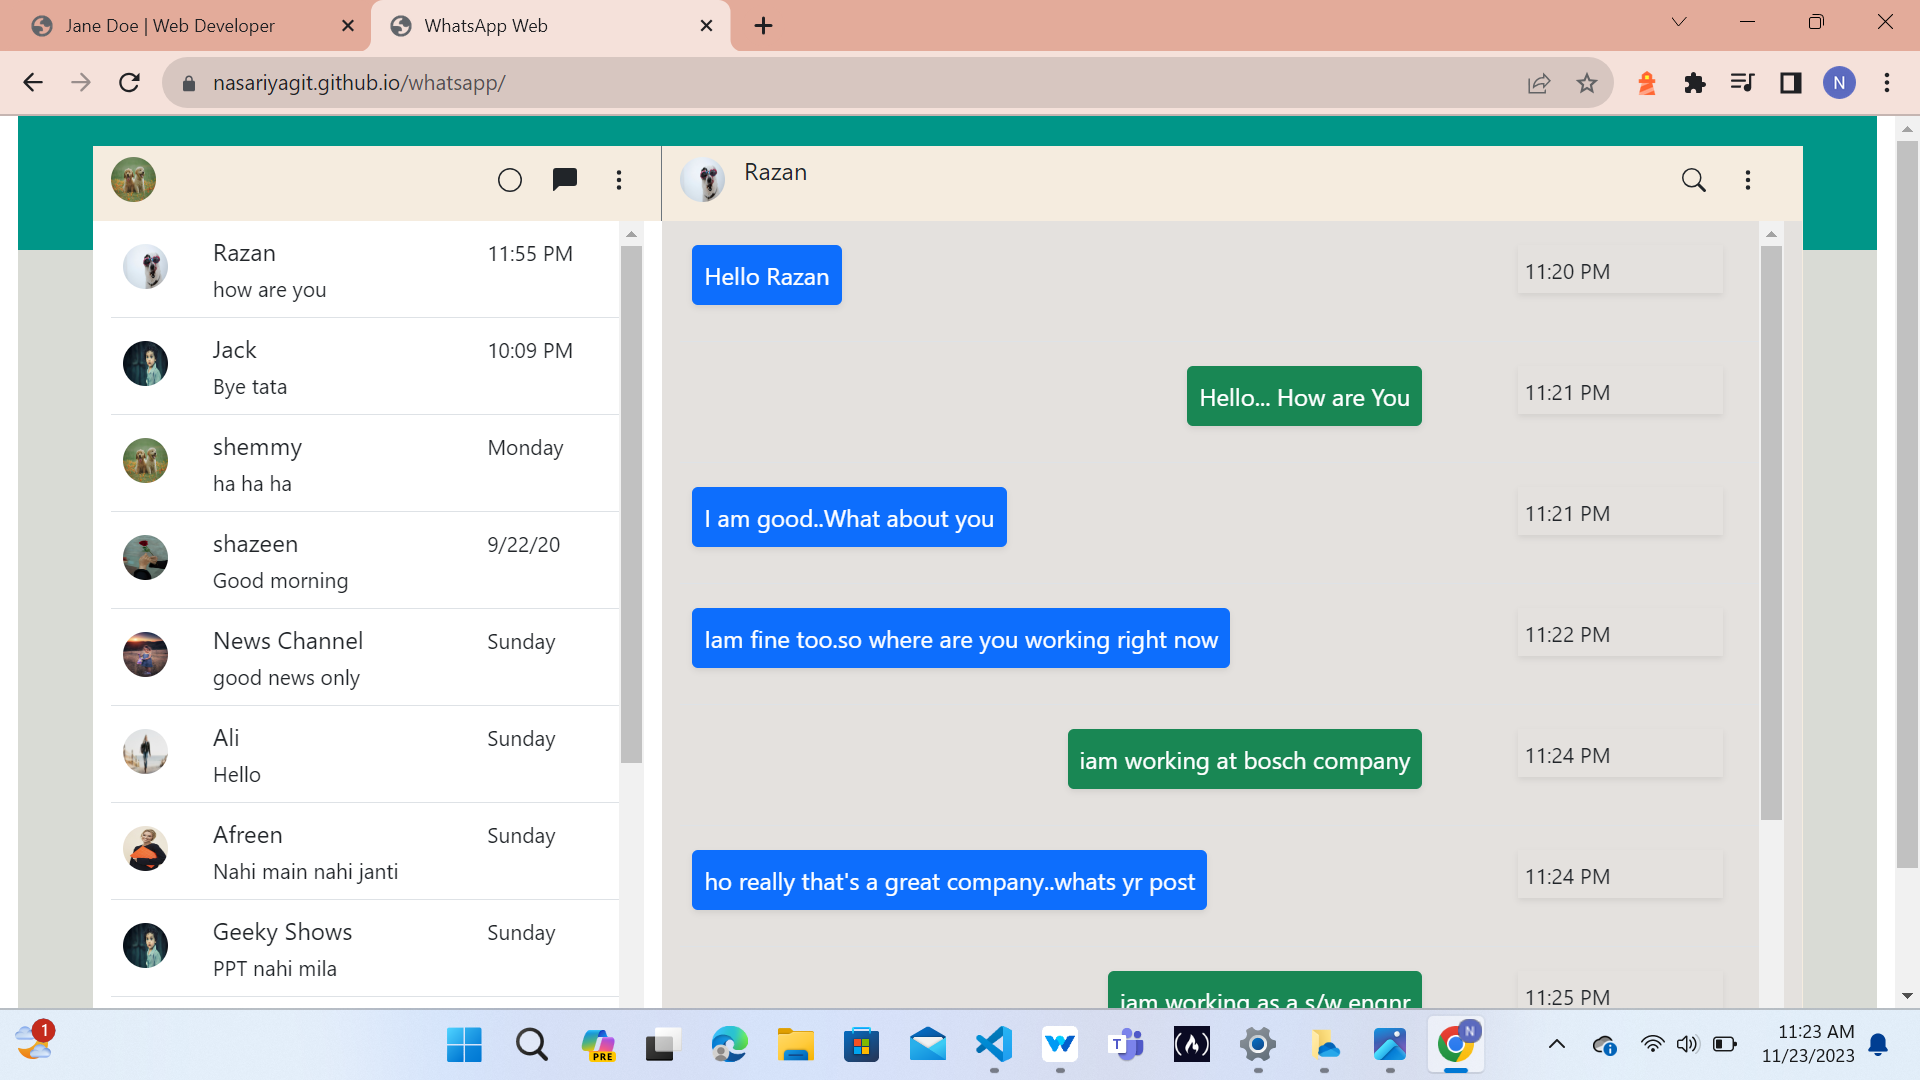 Jane Doe | Web Developer
WhatsApp Web
nasariyagit.github.io/whatsapp/
N
Razan
Razan 11:55 PM
how are you
Jack 10:09 PM
Bye tata
shemmy Monday
ha ha ha
shazeen 9/22/20
Good morning
News Channel Sunday
good news only
Ali Sunday
Hello
Afreen Sunday
Nahi main nahi janti
Geeky Shows Sunday
PPT nahi mila
Hello Razan 11:20 PM
Hello... How are You 11:21 PM
I am good..What about you 11:21 PM
Iam fine too.so where are you working right now 11:22 PM
iam working at bosch company 11:24 PM
ho really that's a great company..whats yr post 11:24 PM
iam working as a s/w engnr 11:25 PM
1
PRE
T
N
11:23 AM
11/23/2023